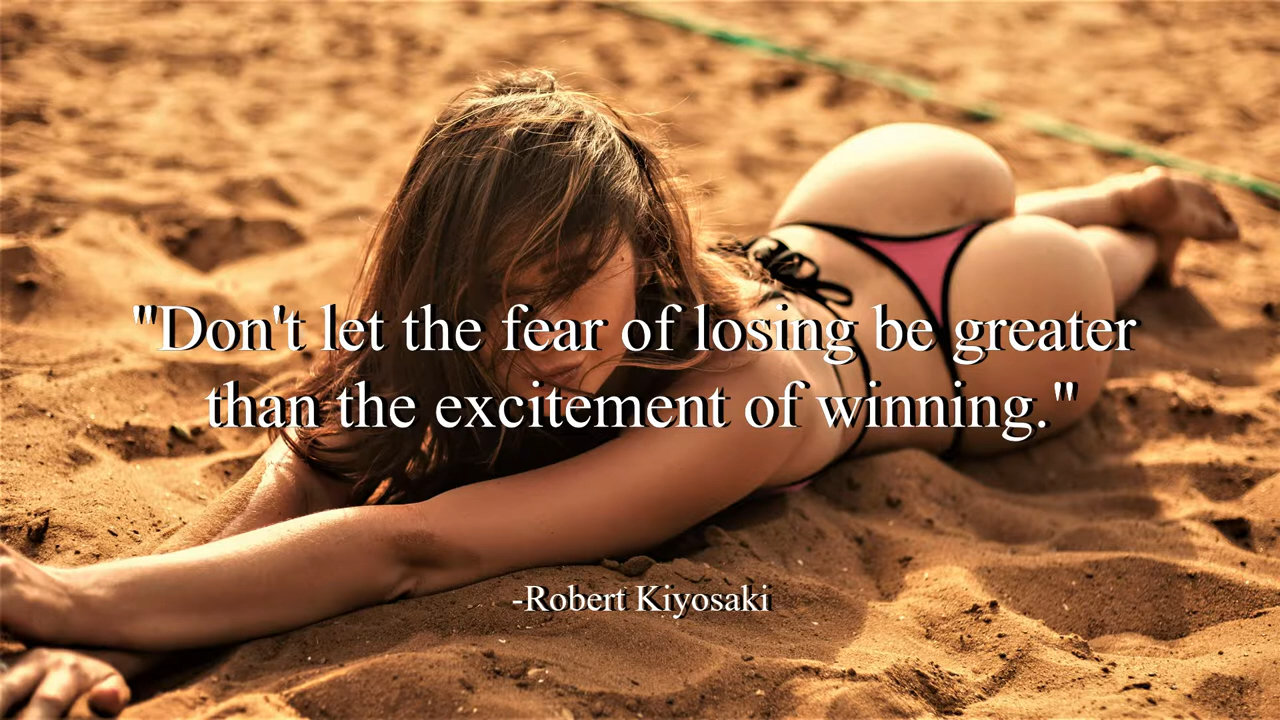 "Don't let the fear of losing be greater
than the excitement of winning."
-Robert Kiyosaki